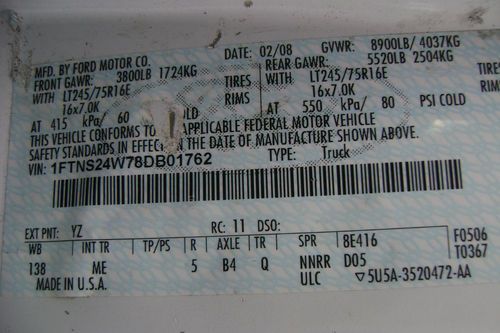 MFD. BY FORD MOTOR CO. DATE: 02/08 GVWR: 8900LB/ 4037KG
FRONT GAWR: 3800LB 1724KG REAR GAWR: 5520LB 2504KG
WITH LT245/75R16E TIRES WITH LT245/75R16E TIRES
16x7.0K RIMS 16x7.0K RIMS
AT 415 kPa/ 60 COLD AT 550 kPa/ 80 PSI COLD
THIS VEHICLE CONFORMS TO APPLICABLE FEDERAL MOTOR VEHICLE
SAFETY STANDARDS IN EFFECT ON THE DATE OF MANUFACTURE SHOWN ABOVE.
VIN: 1FTNS24W78DB01762 TYPE: Truck
EXT PNT: YZ RC: 11 DSO:
WB INT TR TP/PS R AXLE TR SPR 8E416 F0506
138 ME 5 B4 Q NNRR D05 T0367
MADE IN U.S.A. ULC 5U5A-3520472-AA